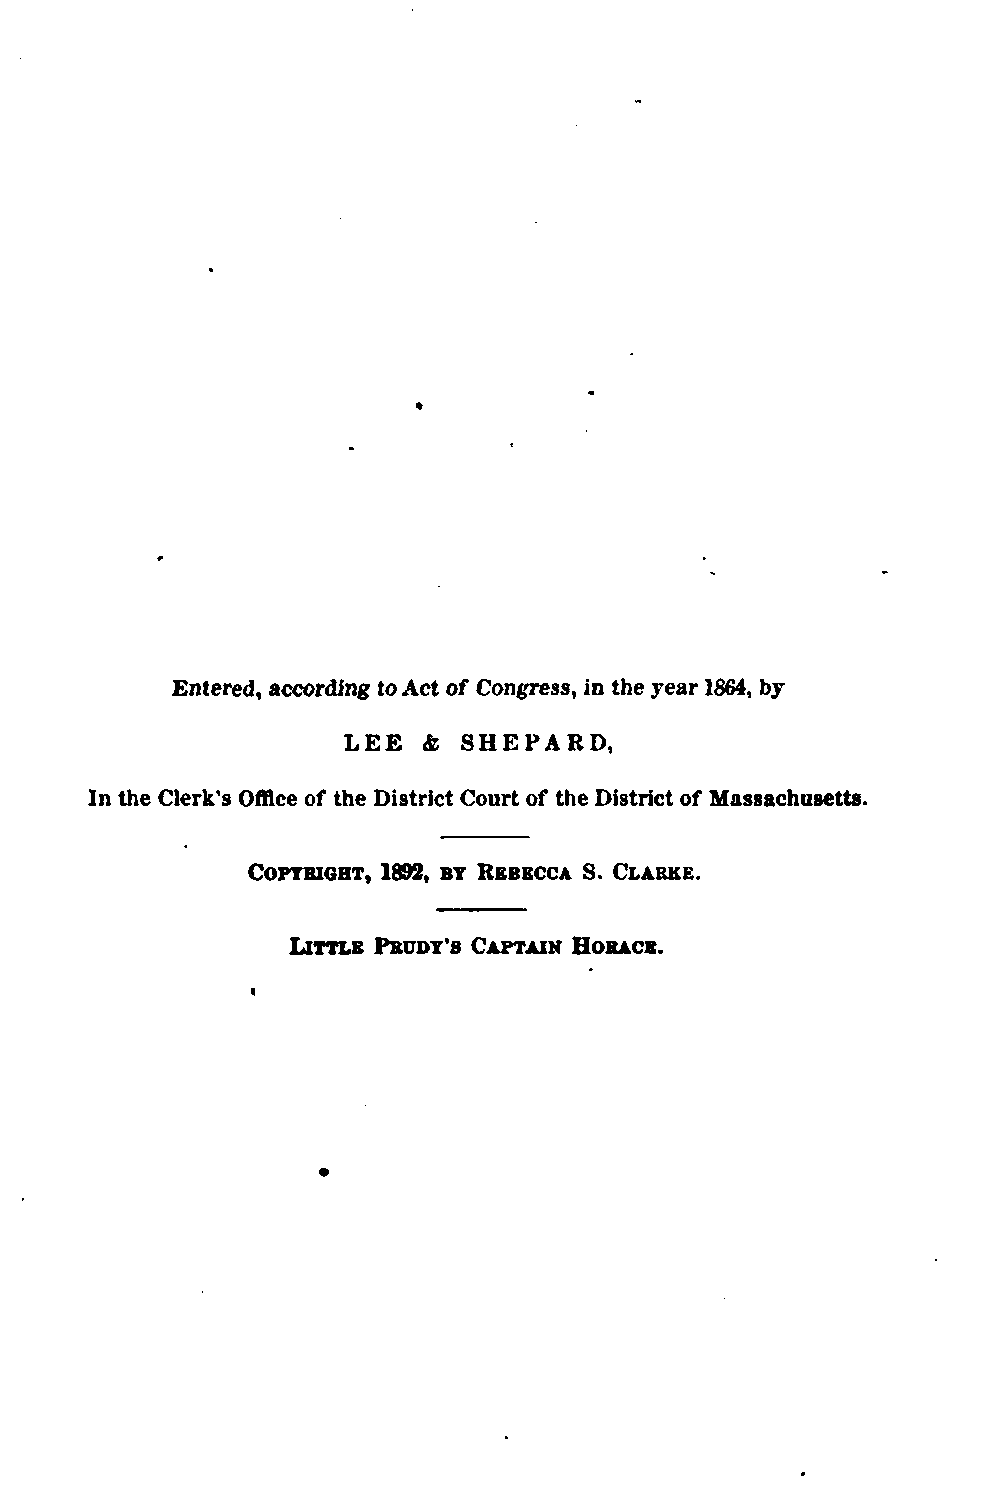 Entered, according to Act of Congress, in the year 1864, by
LEE & SHEPARD,
In the Clerk's Office of the District Court of the District of Massachusetts.
COPYRIGHT, 1892, BY REBECCA S. CLARKE.
LITTLE PRUDY'S CAPTAIN HORACE.